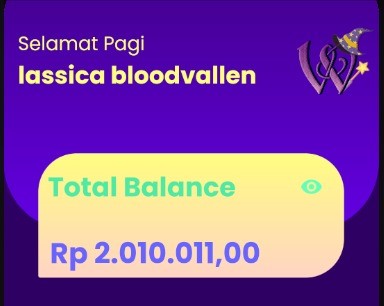 Selamat Pagi
lassica bloodvallen
W
Total Balance
Rp 2.010.011,00